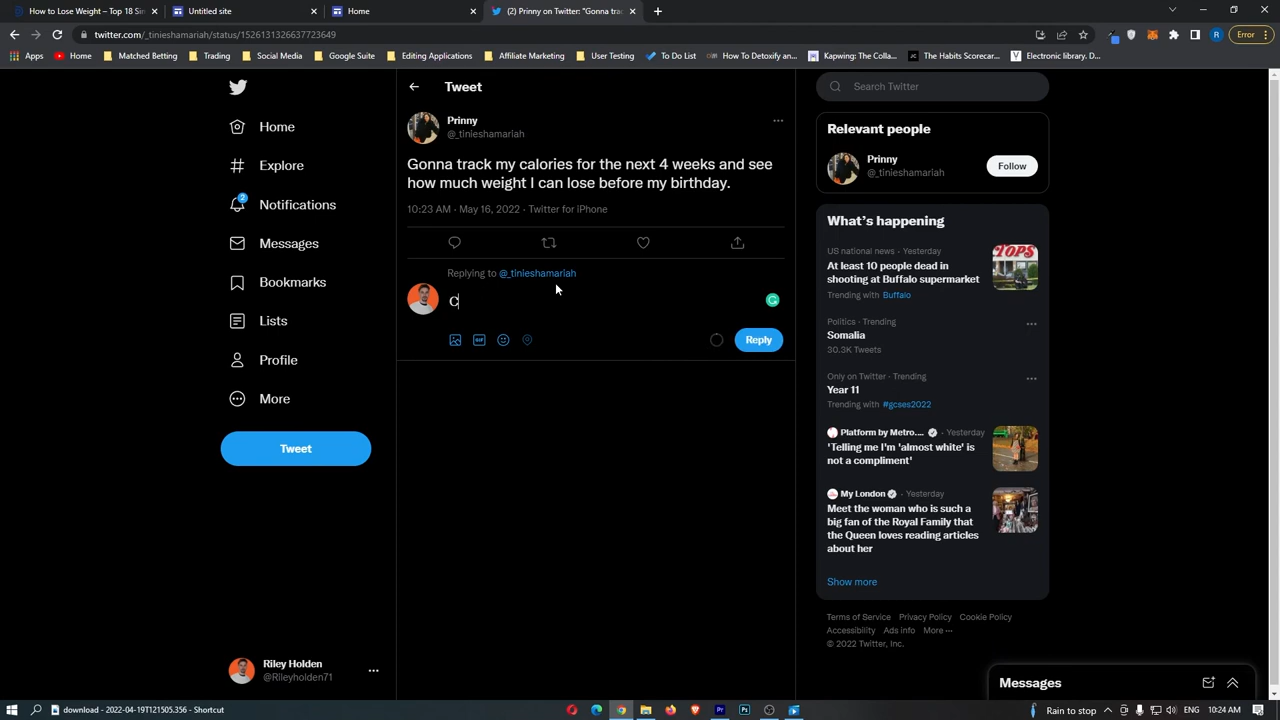 How to Lose Weight – Top 18 Sim
Untitled site
Home
(2) Prinny on Twitter: "Gonna trac
twitter.com/_tinieshamariah/status/1526131326637723649
Error
Apps
Home
Matched Betting
Trading
Social Media
Google Suite
Editing Applications
Affiliate Marketing
User Testing
To Do List
How To Detoxify an...
Kapwing: The Colla...
The Habits Scorecar...
Electronic library. D...
Tweet
Search Twitter
Prinny
@_tinieshamariah
Gonna track my calories for the next 4 weeks and see
how much weight I can lose before my birthday.
10:23 AM · May 16, 2022 · Twitter for iPhone
Replying to @_tinieshamariah
C
GIF
Reply
2
Home
Explore
Notifications
Messages
Bookmarks
Lists
Profile
More
Tweet
Riley Holden
@Rileyholden71
Relevant people
Prinny
@_tinieshamariah
Follow
What's happening
US national news · Yesterday
At least 10 people dead in
shooting at Buffalo supermarket
Trending with Buffalo
TOPS
Politics · Trending
Somalia
30.3K Tweets
Only on Twitter · Trending
Year 11
Trending with #gcses2022
Platform by Metro.... · Yesterday
'Telling me I'm 'almost white' is
not a compliment'
My London · Yesterday
Meet the woman who is such a
big fan of the Royal Family that
the Queen loves reading articles
about her
Show more
Terms of Service Privacy Policy Cookie Policy
Accessibility Ads info More ···
© 2022 Twitter, Inc.
Messages
download - 2022-04-19T121505.356 - Shortcut
Rain to stop
10:24 AM